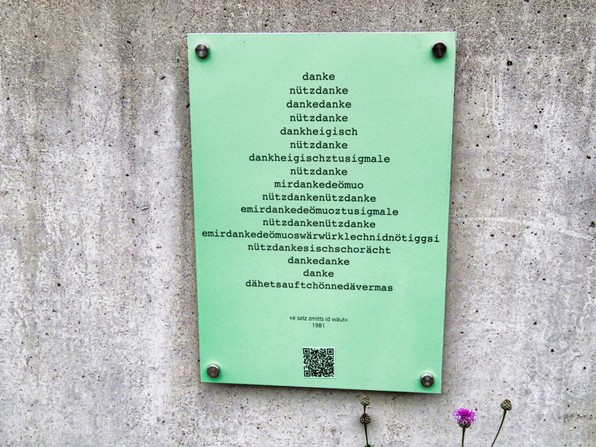 danke
nützdanke
dankedanke
nützdanke
dankheigisch
nützdanke
dankheigischztusigmale
nützdanke
mirdankedeömuo
nützdankenützdanke
emirdankedeömuoztusigmale
nützdankenützdanke
emirdankedeömuoswärwürklechnidnötiggsi
nützdankesischschorächt
dankedanke
danke
dähetsauftchönnedävermas
«e satz zmitts id wäut»
1981